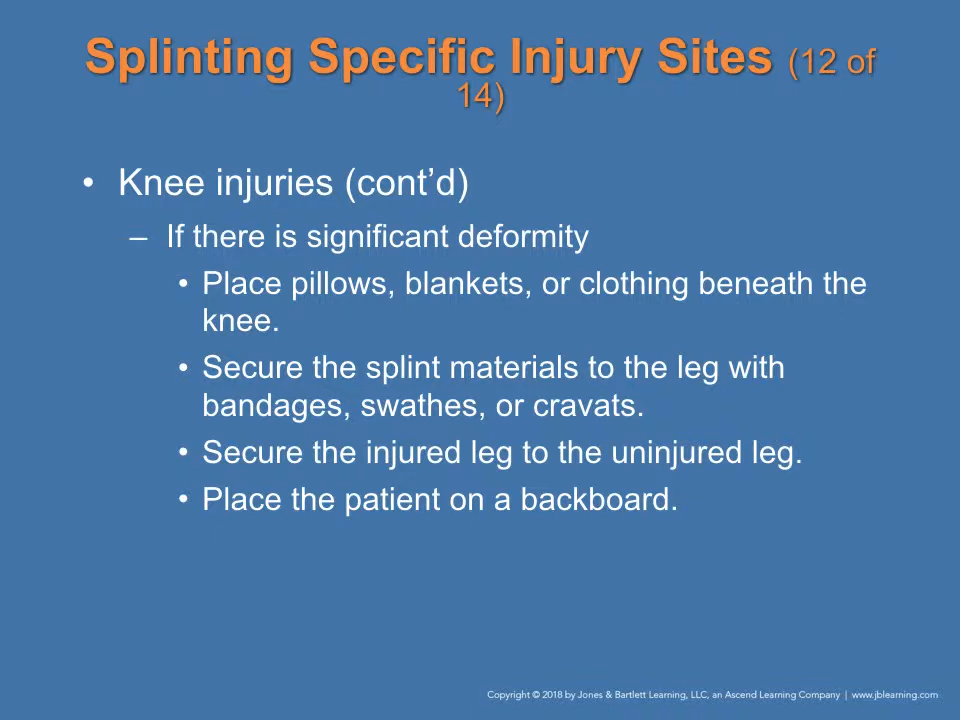 Splinting Specific Injury Sites (12 of
14)
• Knee injuries (cont’d)
– If there is significant deformity
• Place pillows, blankets, or clothing beneath the
knee.
• Secure the splint materials to the leg with
bandages, swathes, or cravats.
• Secure the injured leg to the uninjured leg.
• Place the patient on a backboard.
Copyright © 2018 by Jones & Bartlett Learning, LLC, an Ascend Learning Company | www.jblearning.com